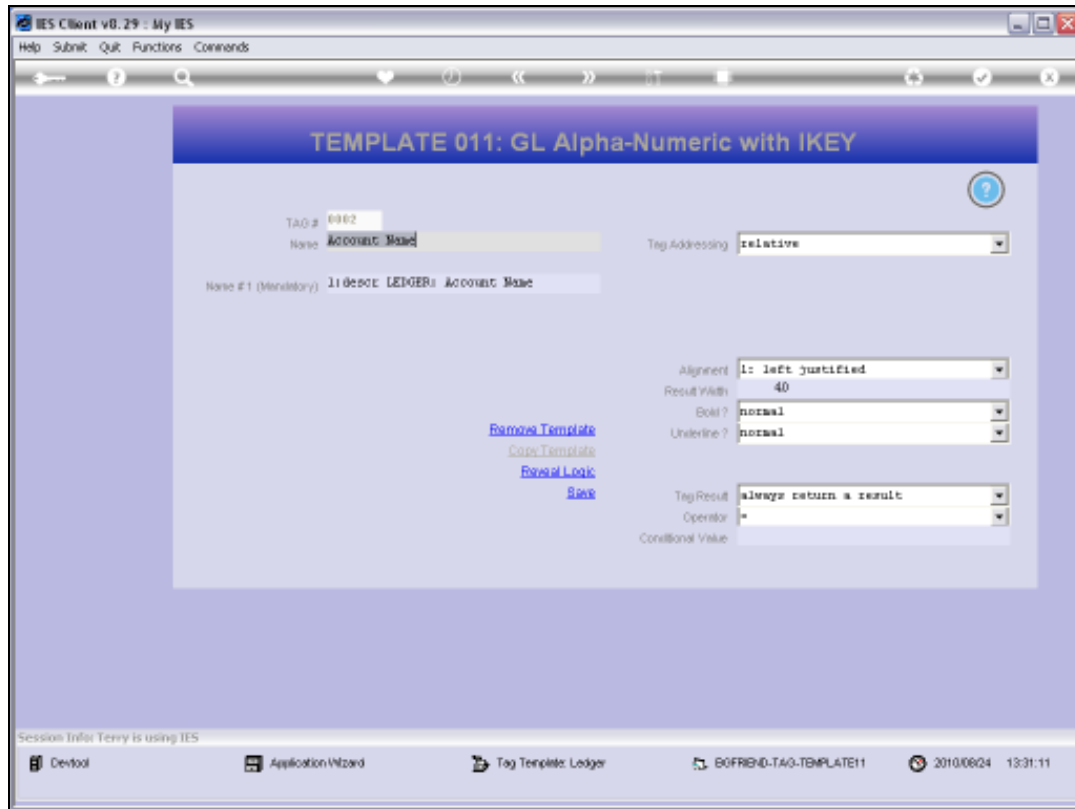 IES Client v8.29 : My IES
Help Submit Quit Functions Commands
TEMPLATE 011: GL Alpha-Numeric with IKEY
TAG # 0002
Name Account Name
Tag Addressing relative
Name #1 (Mandatory) 1:descr LEDGER: Account Name
Alignment l: left justified
Result Width 40
Bold ? normal
Remove Template
Underline ? normal
Copy Template
Reveal Logic
Save
Tag Result always return a result
Operator =
Conditional Value
Session Info: Terry is using IES
Devtool Application Wizard Tag Template: Ledger BGFRIEND-TAG-TEMPLATE11 2010/08/24 13:31:11